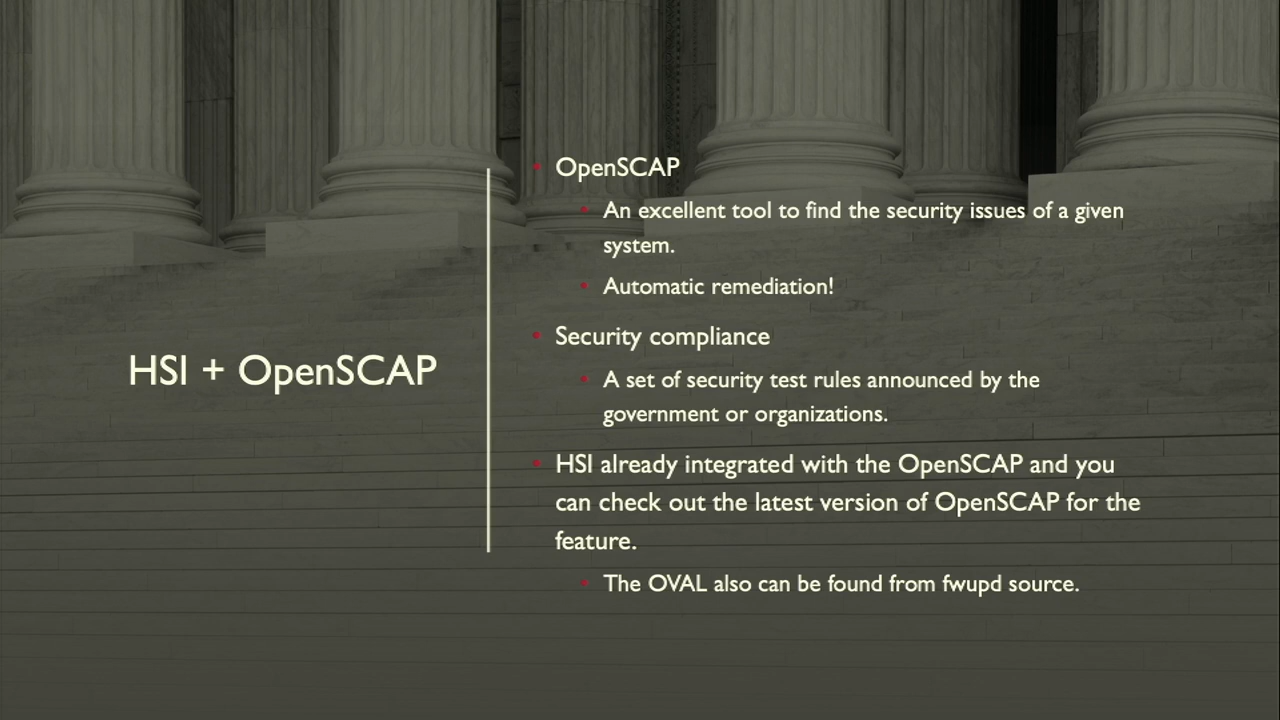 HSI + OpenSCAP
OpenSCAP
An excellent tool to find the security issues of a given
system.
Automatic remediation!
Security compliance
A set of security test rules announced by the
government or organizations.
HSI already integrated with the OpenSCAP and you
can check out the latest version of OpenSCAP for the
feature.
The OVAL also can be found from fwupd source.